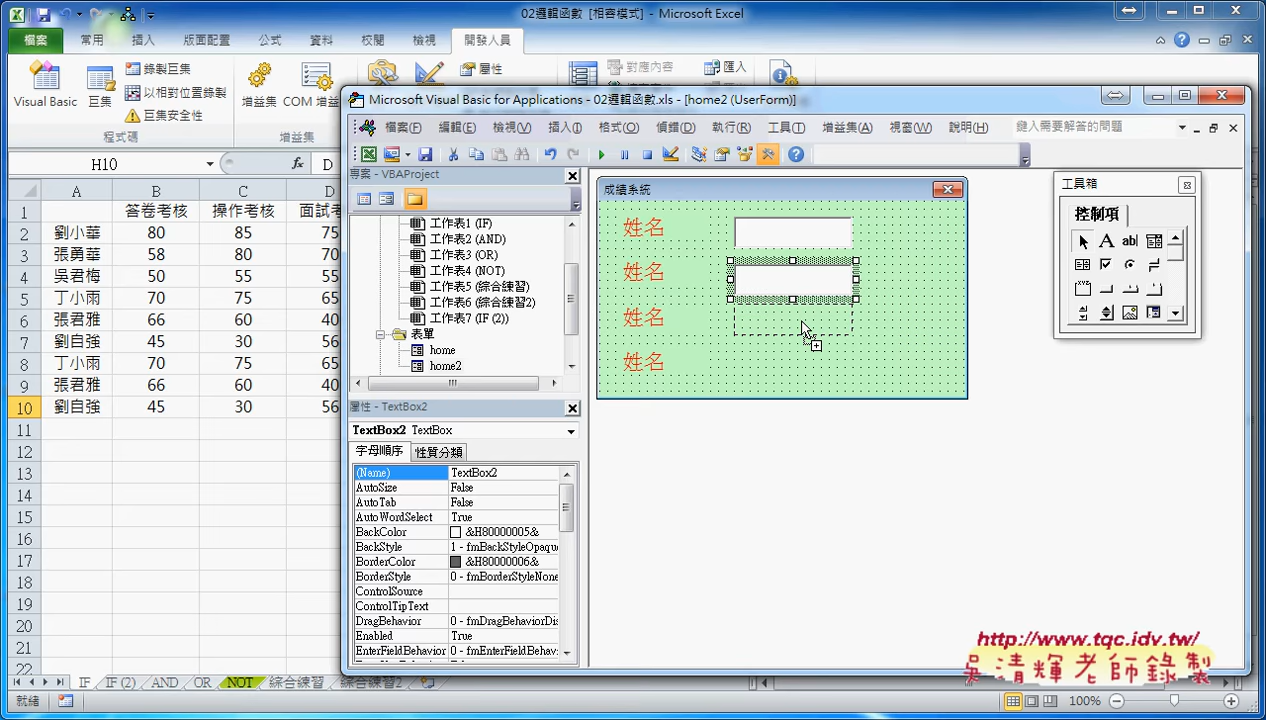 02邏輯函數 [相容模式] - Microsoft Excel
檔案 常用 插入 版面配置 公式 資料 校閱 檢視 開發人員
Visual Basic 巨集 錄製巨集 以相對位置錄製 巨集安全性
增益集 COM 增益 屬性 對應內容 匯入
程式碼 增益集
Microsoft Visual Basic for Applications - 02邏輯函數.xls - [home2 (UserForm)]
檔案(F) 編輯(E) 檢視(V) 插入(I) 格式(O) 偵錯(D) 執行(R) 工具(T) 增益集(A) 視窗(W) 說明(H) 鍵入需要解答的問題
H10 fx D
A B C D
1 答卷考核 操作考核 面試考
2 劉小華 80 85 75
3 張勇華 58 80
4 吳君梅 50 55 55
5 丁小雨 70 75 65
6 張君雅 66 60 40
7 劉自強 45 30 56
8 丁小雨 70 75 65
9 張君雅 66 60 40
10 劉自強 45 30 56
11
12
13
14
15
16
17
18
19
20
21
22
專案 - VBAProject
工作表1 (IF)
工作表2 (AND)
工作表3 (OR)
工作表4 (NOT)
工作表5 (綜合練習)
工作表6 (綜合練習2)
工作表7 (IF (2))
表單
home
home2
屬性 - TextBox2
TextBox2 TextBox
字母順序 性質分類
(Name) TextBox2
AutoSize False
AutoTab False
AutoWordSelect True
BackColor &H80000005&
BackStyle 1 - fmBackStyleOpaqu
BorderColor &H80000006&
BorderStyle 0 - fmBorderStyleNone
ControlSource
ControlTipText
DragBehavior 0 - fmDragBehaviorDis
Enabled True
EnterFieldBehavior 0 - fmEnterFieldBehav
成績系統
姓名
姓名
姓名
姓名
工具箱
控制項
http://www.tqc.idv.tw/
吳清輝老師錄製
IF IF (2) AND OR NOT 綜合練習 綜合練習2
就緒 100%